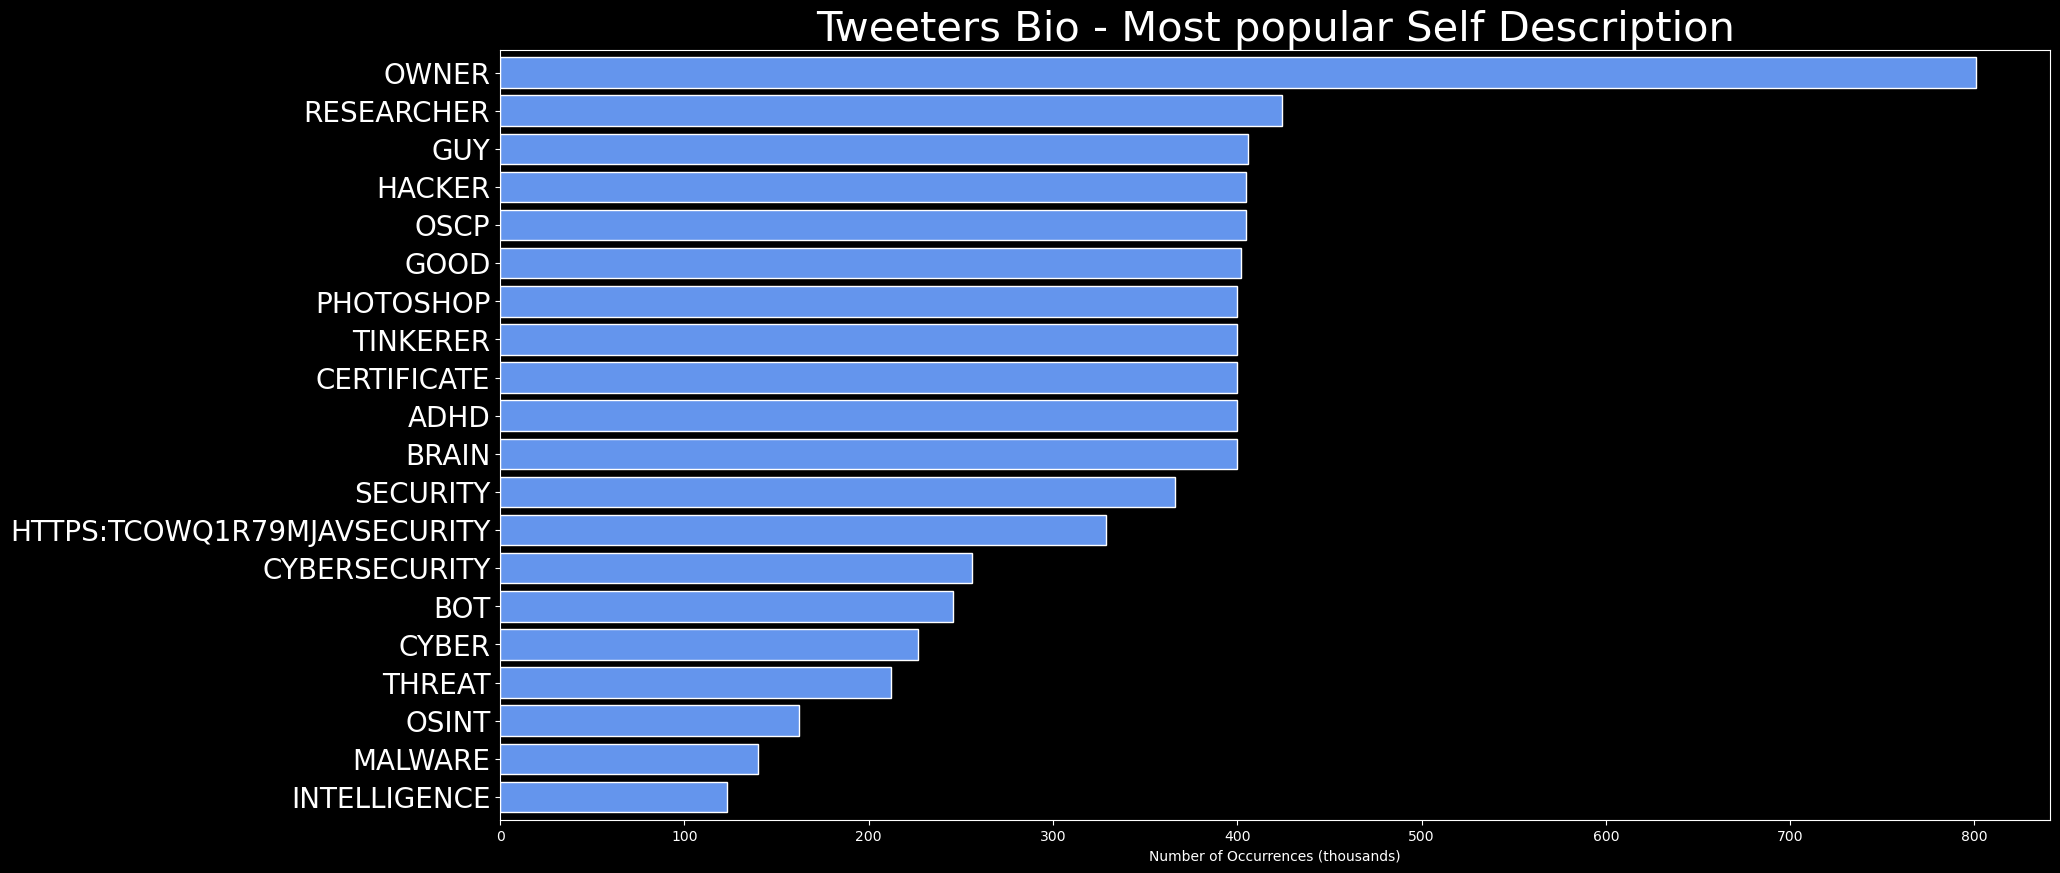 Tweeters Bio - Most popular Self Description
OWNER
RESEARCHER
GUY
HACKER
OSCP
GOOD
PHOTOSHOP
TINKERER
CERTIFICATE
ADHD
BRAIN
SECURITY
HTTPS:TCOWQ1R79MJAVSECURITY
CYBERSECURITY
BOT
CYBER
THREAT
OSINT
MALWARE
INTELLIGENCE
0 100 200 300 400 500 600 700 800
Number of Occurrences (thousands)